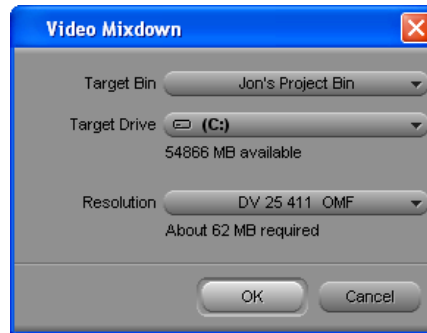 Video Mixdown
Target Bin Jon's Project Bin
Target Drive (C:)
54866 MB available
Resolution DV 25 411 OMF
About 62 MB required
OK Cancel